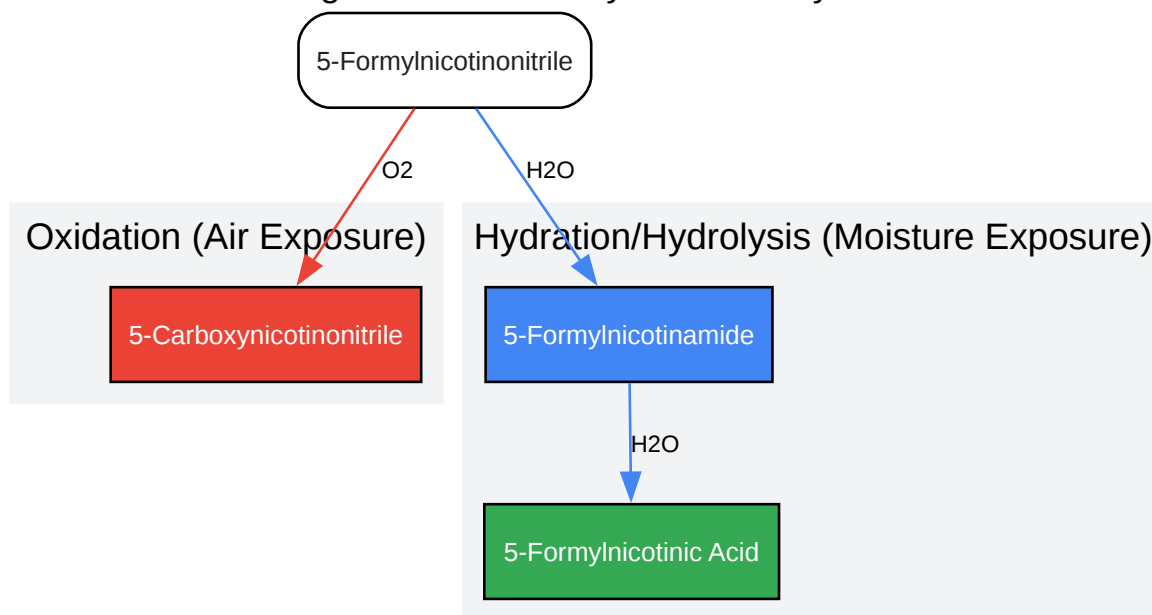 5-Formylnicotinonitrile
O2
H2O
Oxidation (Air Exposure)
Hydration/Hydrolysis (Moisture Exposure)
5-Carboxynicotinonitrile
5-Formylnicotinamide
H2O
5-Formylnicotinic Acid